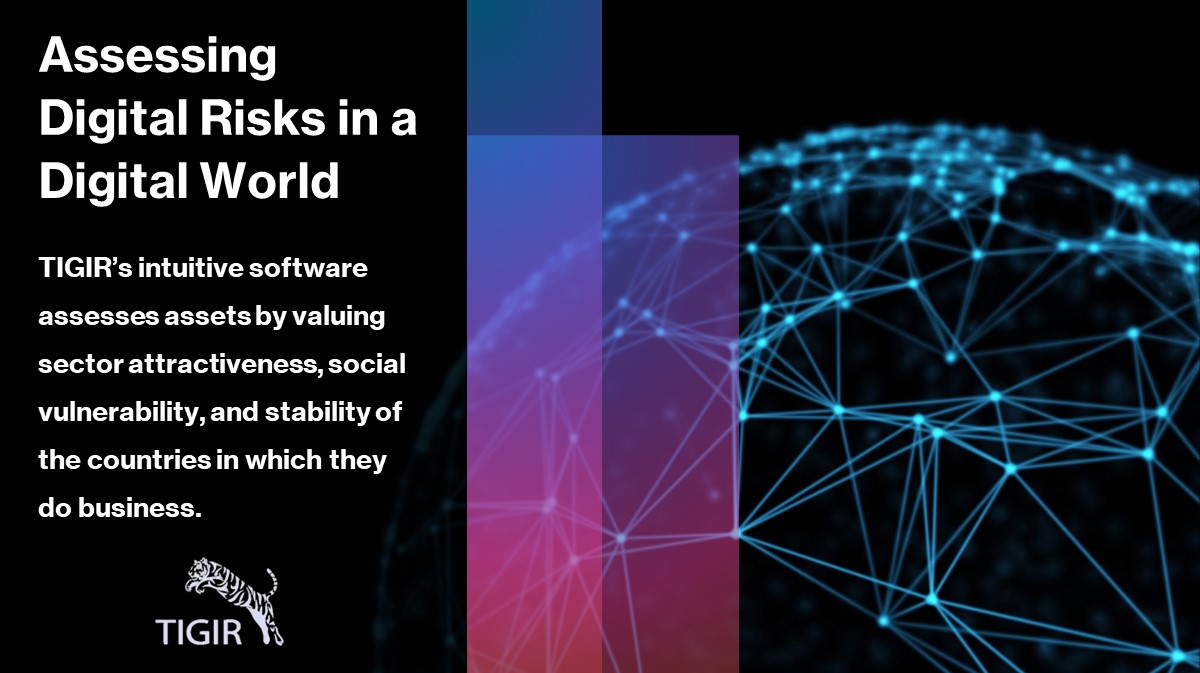 Assessing
Digital Risks in a
Digital World
TIGIR’s intuitive software
assesses assets by valuing
sector attractiveness, social
vulnerability, and stability of
the countries in which they
do business.
TIGIR